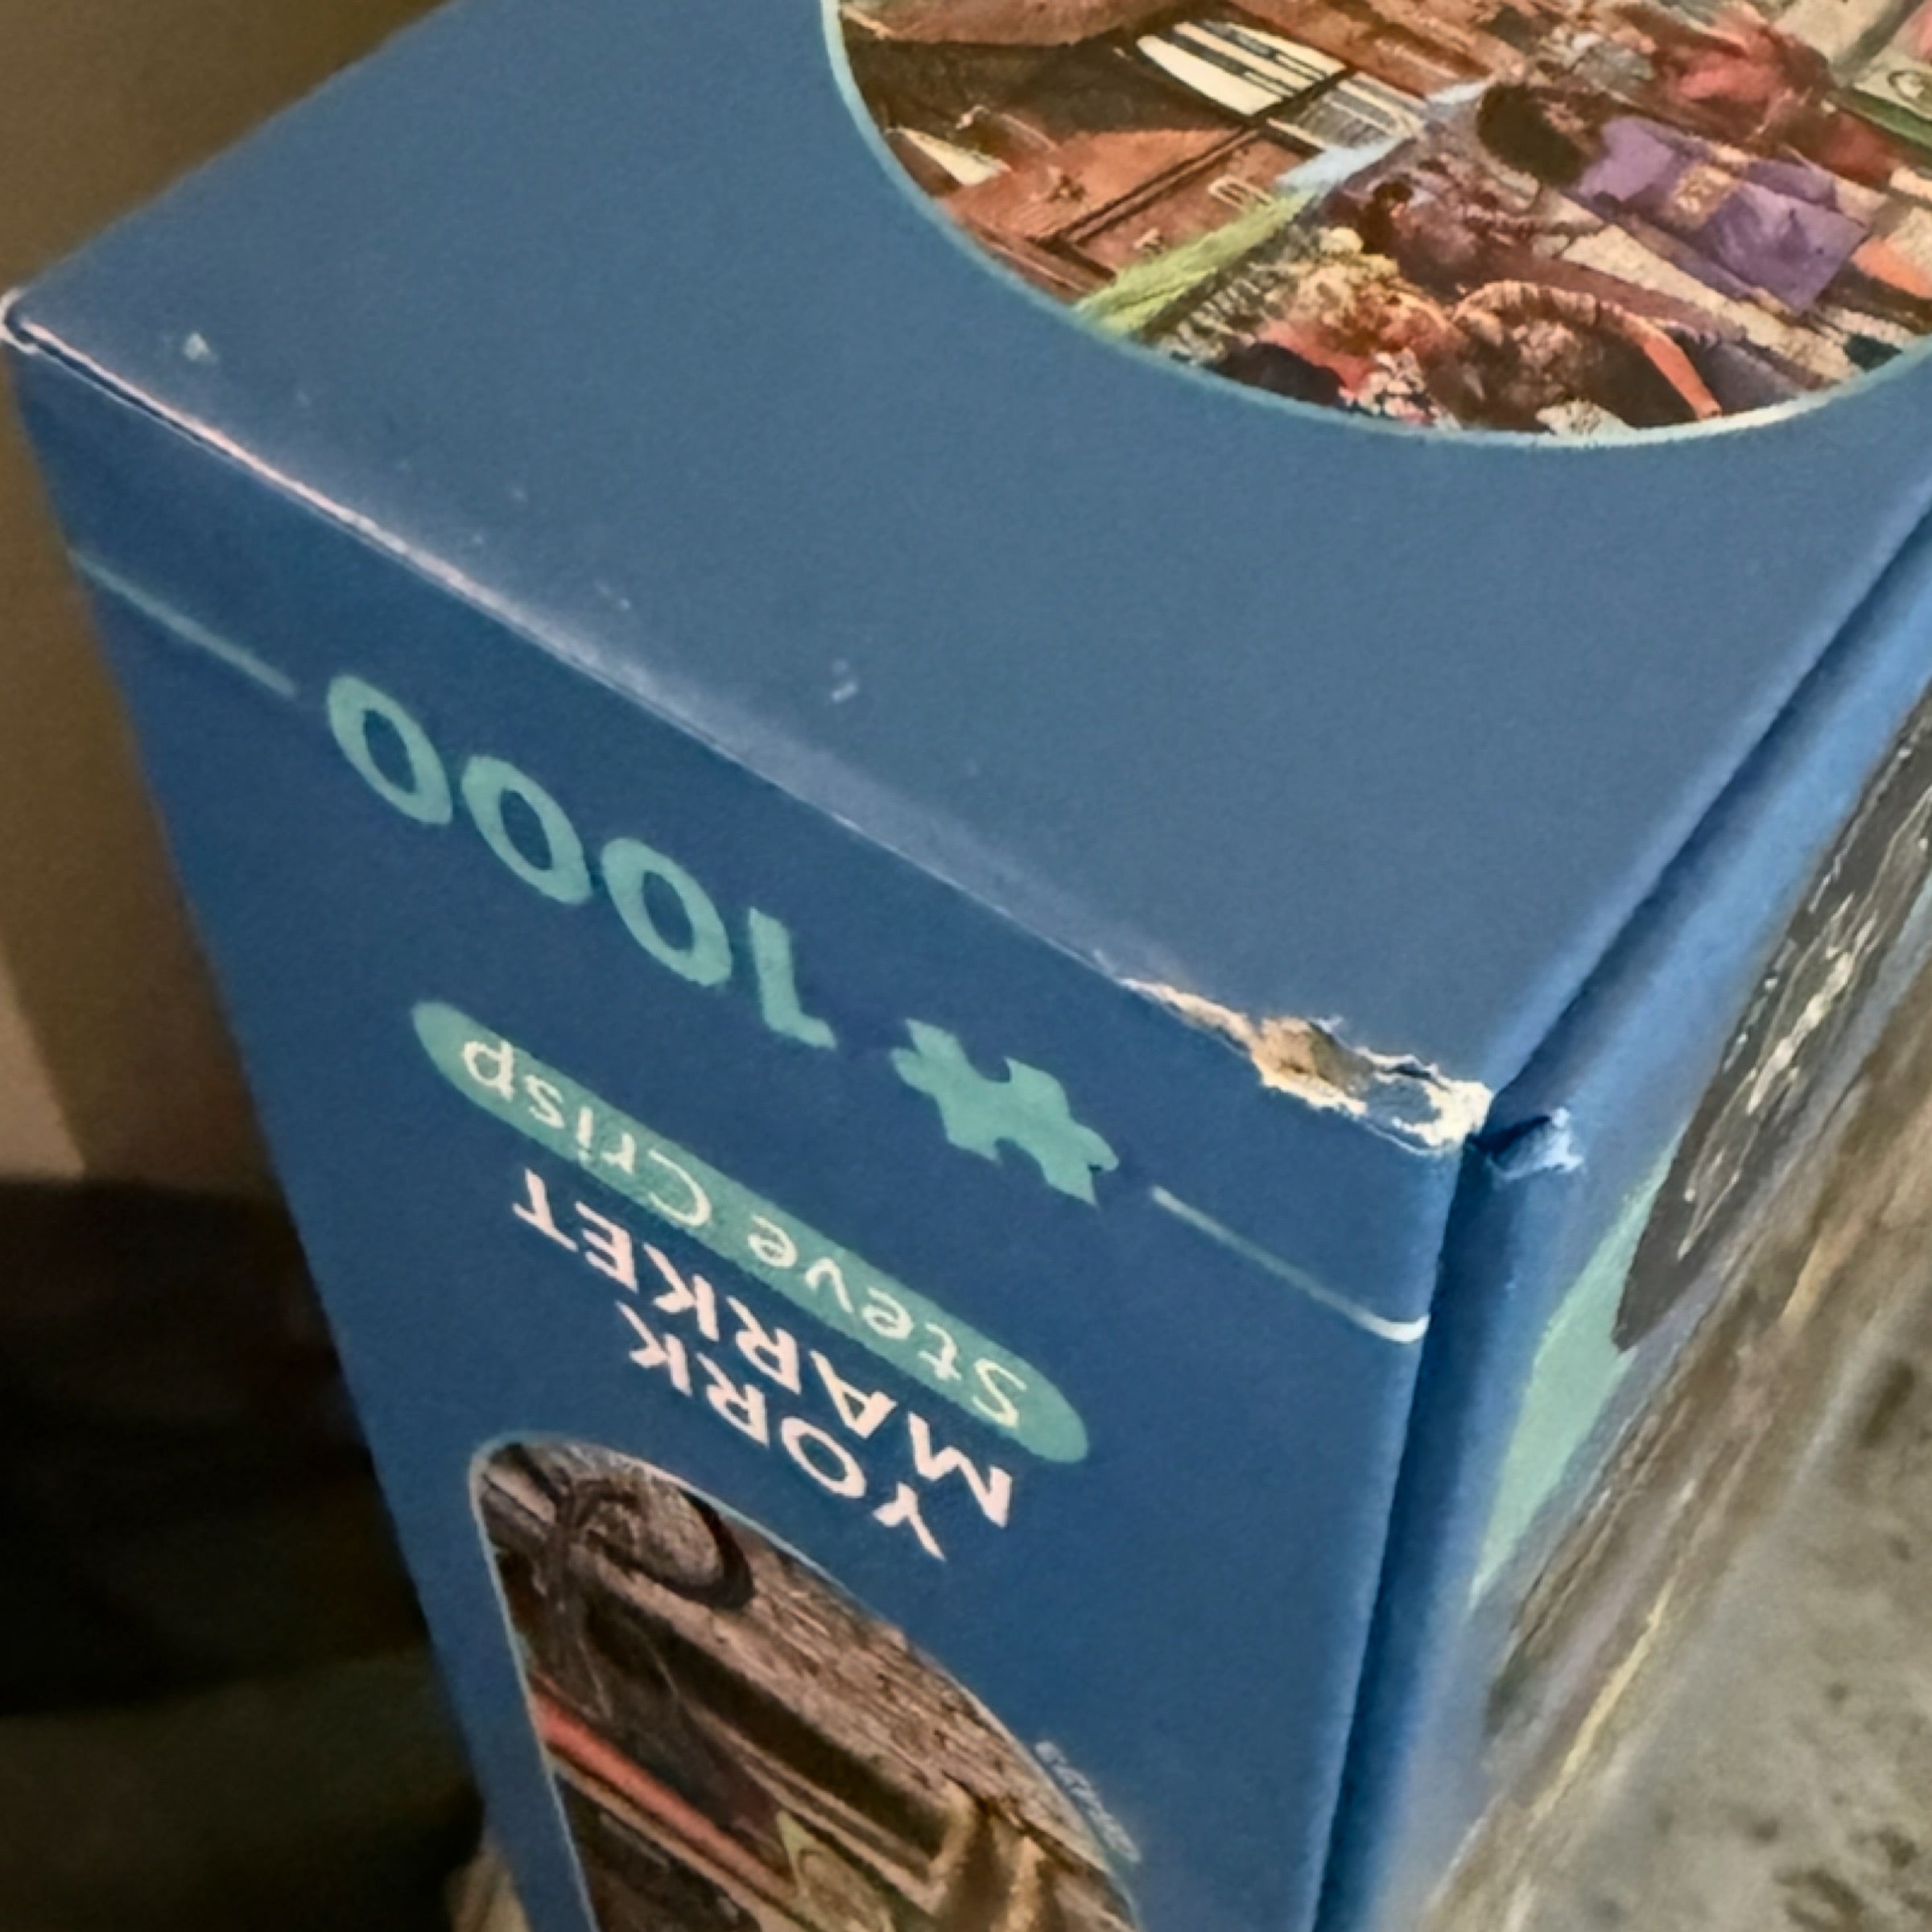 YORK
MARKET
Steve Crisp
1000